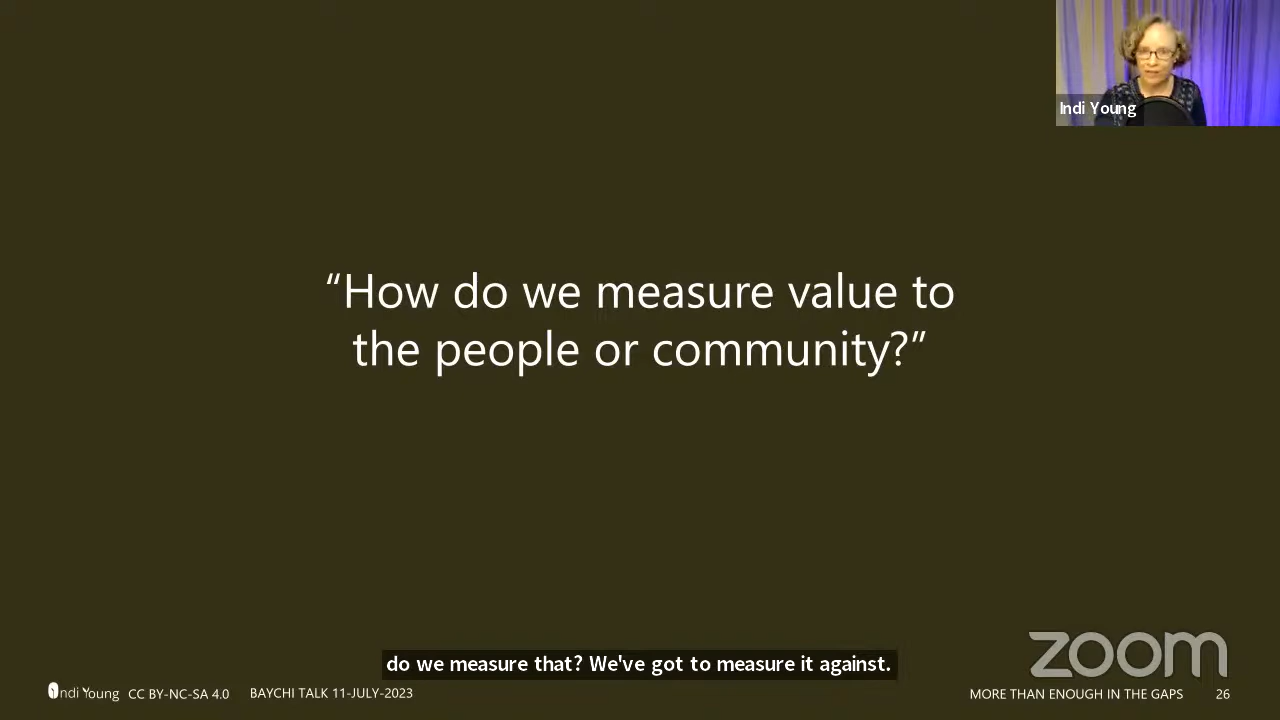 Indi Young
“How do we measure value to
the people or community?”
zoom
do we measure that? We've got to measure it against.
Indi Young CC BY-NC-SA 4.0 BAYCHI TALK 11-JULY-2023 MORE THAN ENOUGH IN THE GAPS 26